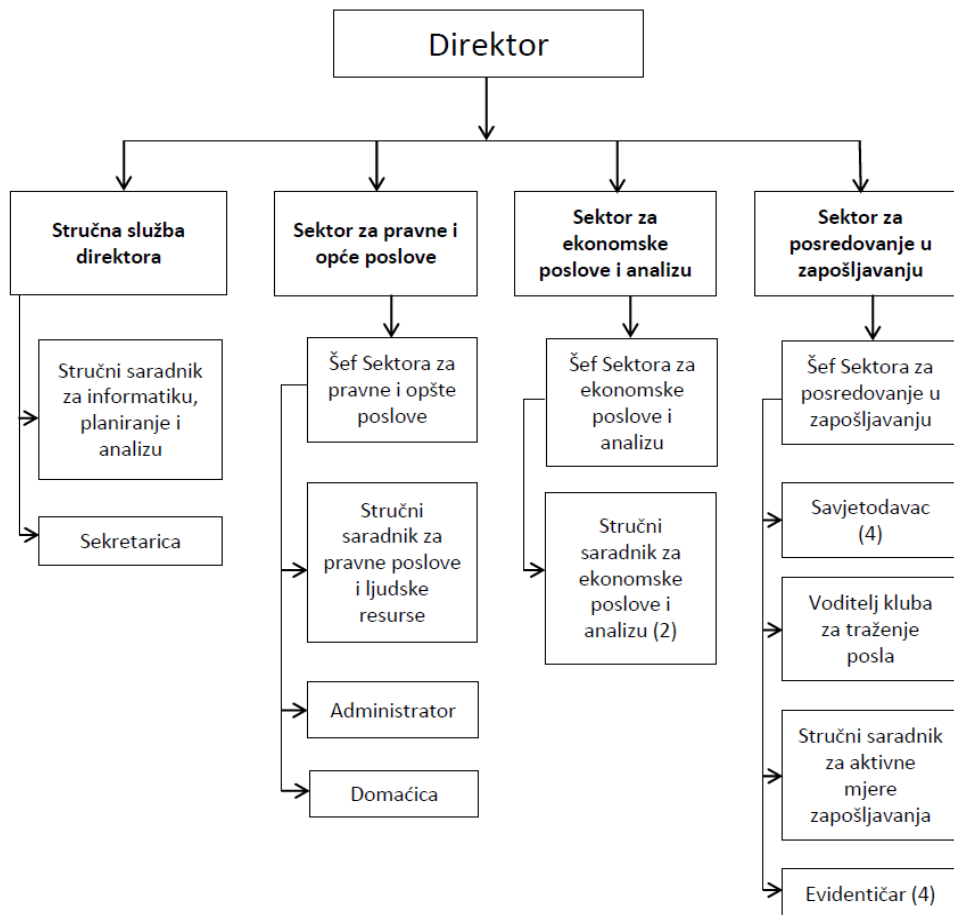 Direktor
Stručna služba
direktora
Stručni saradnik
za informatiku,
planiranje i
analizu
Sekretarica
Sektor za pravne i
opće poslove
Šef Sektora za
pravne i opšte
poslove
Stručni
saradnik za
pravne poslove
i ljudske
resurse
Administrator
Domaćica
Sektor za
ekonomske
poslove i analizu
Šef Sektora za
ekonomske
poslove i
analizu
Stručni
saradnik za
ekonomske
poslove i
analizu (2)
Sektor za
posredovanje u
zapošljavanju
Šef Sektora za
posredovanje u
zapošljavanju
Savjetodavac
(4)
Voditelj kluba
za traženje
posla
Stručni saradnik
za aktivne
mjere
zapošljavanja
Evidentičar (4)